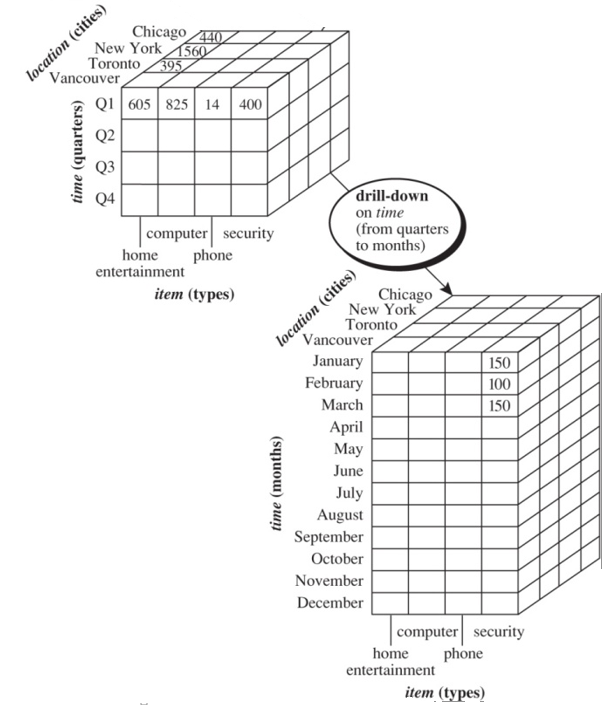 location (cities)
Chicago 440
New York 1560
Toronto 395
Vancouver
time (quarters)
Q1 605 825 14 400
Q2
Q3
Q4
computer security
home phone
entertainment
item (types)
drill-down
on time
(from quarters
to months)
location (cities)
Chicago
New York
Toronto
Vancouver
time (months)
January 150
February 100
March 150
April
May
June
July
August
September
October
November
December
computer security
home phone
entertainment
item (types)